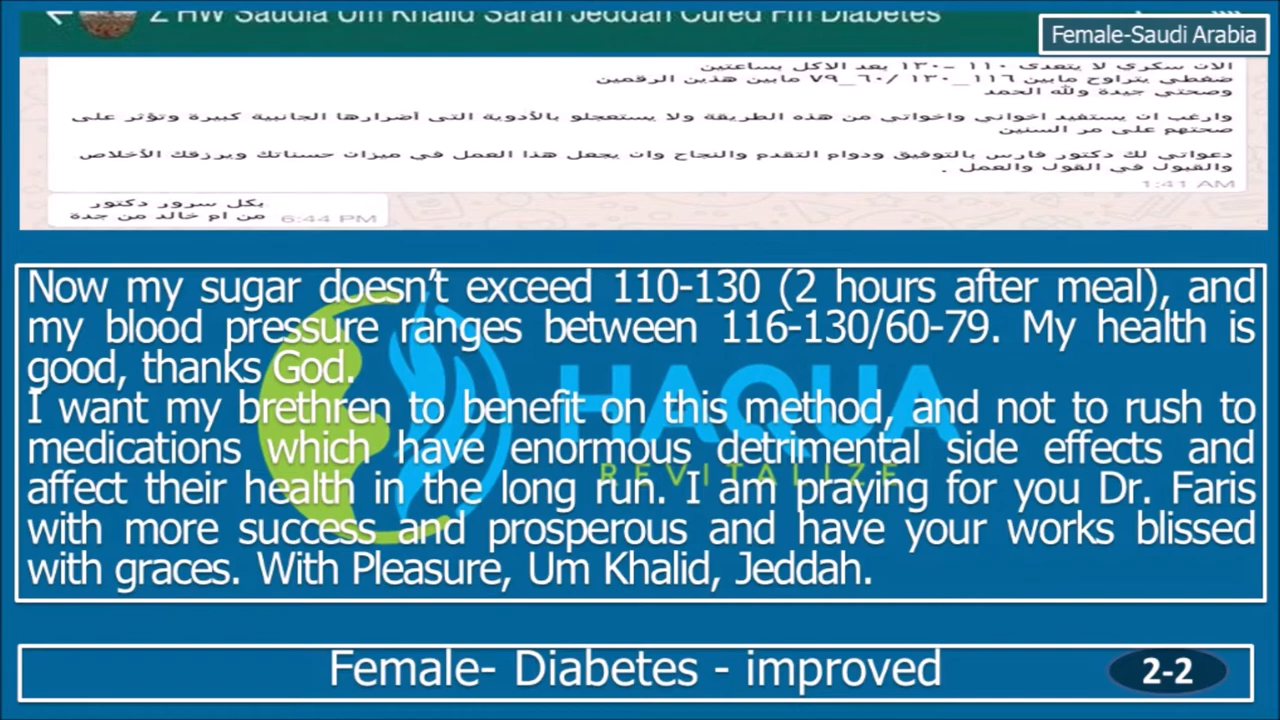 2 HW Saudia Um Khalid Sarah Jeddah Cured Fm Diabetes
Female-Saudi Arabia
الان سكري لا يتعدى ١١٠ -١٣٠ بعد الاكل بساعتين
ضغطي يتراوح مابين ١١٦_١٣٠ /٦٠_٧٩ مابين هذين الرقمين
وصحتي جيدة ولله الحمد
وارغب ان يستفيد اخواني واخواتي من هذه الطريقة ولا يستعجلو بالأدوية التي أضرارها الجانبية كبيرة وتؤثر على
صحتهم على مر السنين
دعواتي لك دكتور فارس بالتوفيق ودوام التقدم والنجاح وان يجعل هذا العمل في ميزان حسناتك ويرزقك الأخلاص
والقبول في القول والعمل .
1:41 AM
بكل سرور دكتور
من ام خالد من جدة
6:44 PM
Now my sugar doesn't exceed 110-130 (2 hours after meal), and
my blood pressure ranges between 116-130/60-79. My health is
good, thanks God.
I want my brethren to benefit on this method, and not to rush to
medications which have enormous detrimental side effects and
affect their health in the long run. I am praying for you Dr. Faris
with more success and prosperous and have your works blissed
with graces. With Pleasure, Um Khalid, Jeddah.
HAQUA
REVITALIZE
Female- Diabetes - improved
2-2